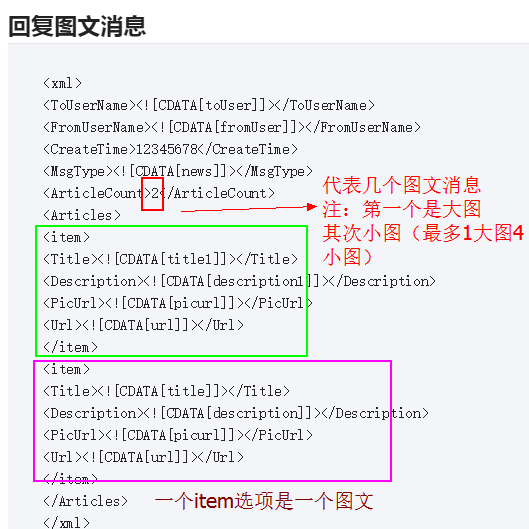 回复图文消息
<xml>
<ToUserName><![CDATA[toUser]]></ToUserName>
<FromUserName><![CDATA[fromUser]]></FromUserName>
<CreateTime>12345678</CreateTime>
<MsgType><![CDATA[news]]></MsgType>
<ArticleCount>2</ArticleCount>
代表几个图文消息
注：第一个是大图
其次小图（最多1大图4
小图）
<Articles>
<item>
<Title><![CDATA[title1]]></Title>
<Description><![CDATA[description1]]></Description>
<PicUrl><![CDATA[picurl]]></PicUrl>
<Url><![CDATA[url]]></Url>
</item>
<item>
<Title><![CDATA[title]]></Title>
<Description><![CDATA[description]]></Description>
<PicUrl><![CDATA[picurl]]></PicUrl>
<Url><![CDATA[url]]></Url>
</item>
</Articles>
一个item选项是一个图文
</xml>